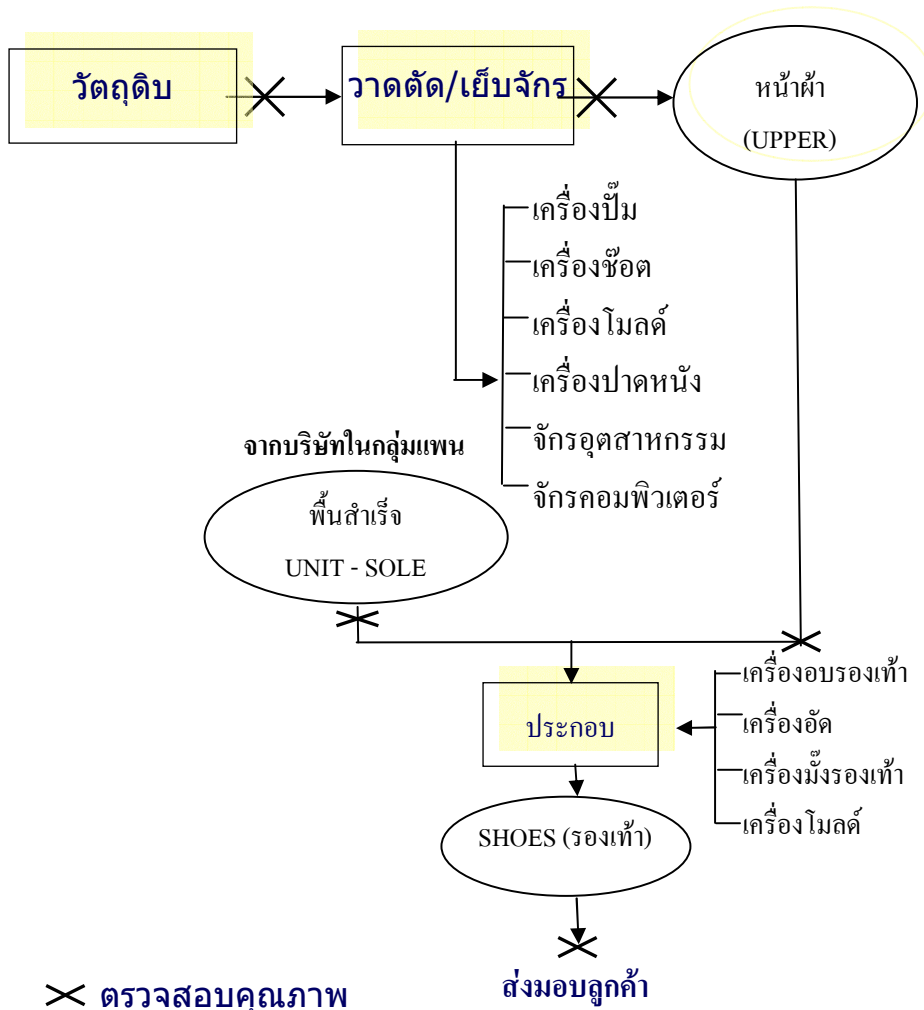 วัตถุดิบ
วาดตัด/เย็บจักร
หน้าผ้า
(UPPER)
เครื่องปั๊ม
เครื่องช๊อต
เครื่องโมลด์
เครื่องปาดหนัง
จักรอุตสาหกรรม
จักรคอมพิวเตอร์
จากบริษัทในกลุ่มแพน
พื้นสำเร็จ
UNIT - SOLE
เครื่องอบรองเท้า
เครื่องอัด
เครื่องมั๊งรองเท้า
เครื่องโมลด์
ประกอบ
SHOES (รองเท้า)
ส่งมอบลูกค้า
ตรวจสอบคุณภาพ